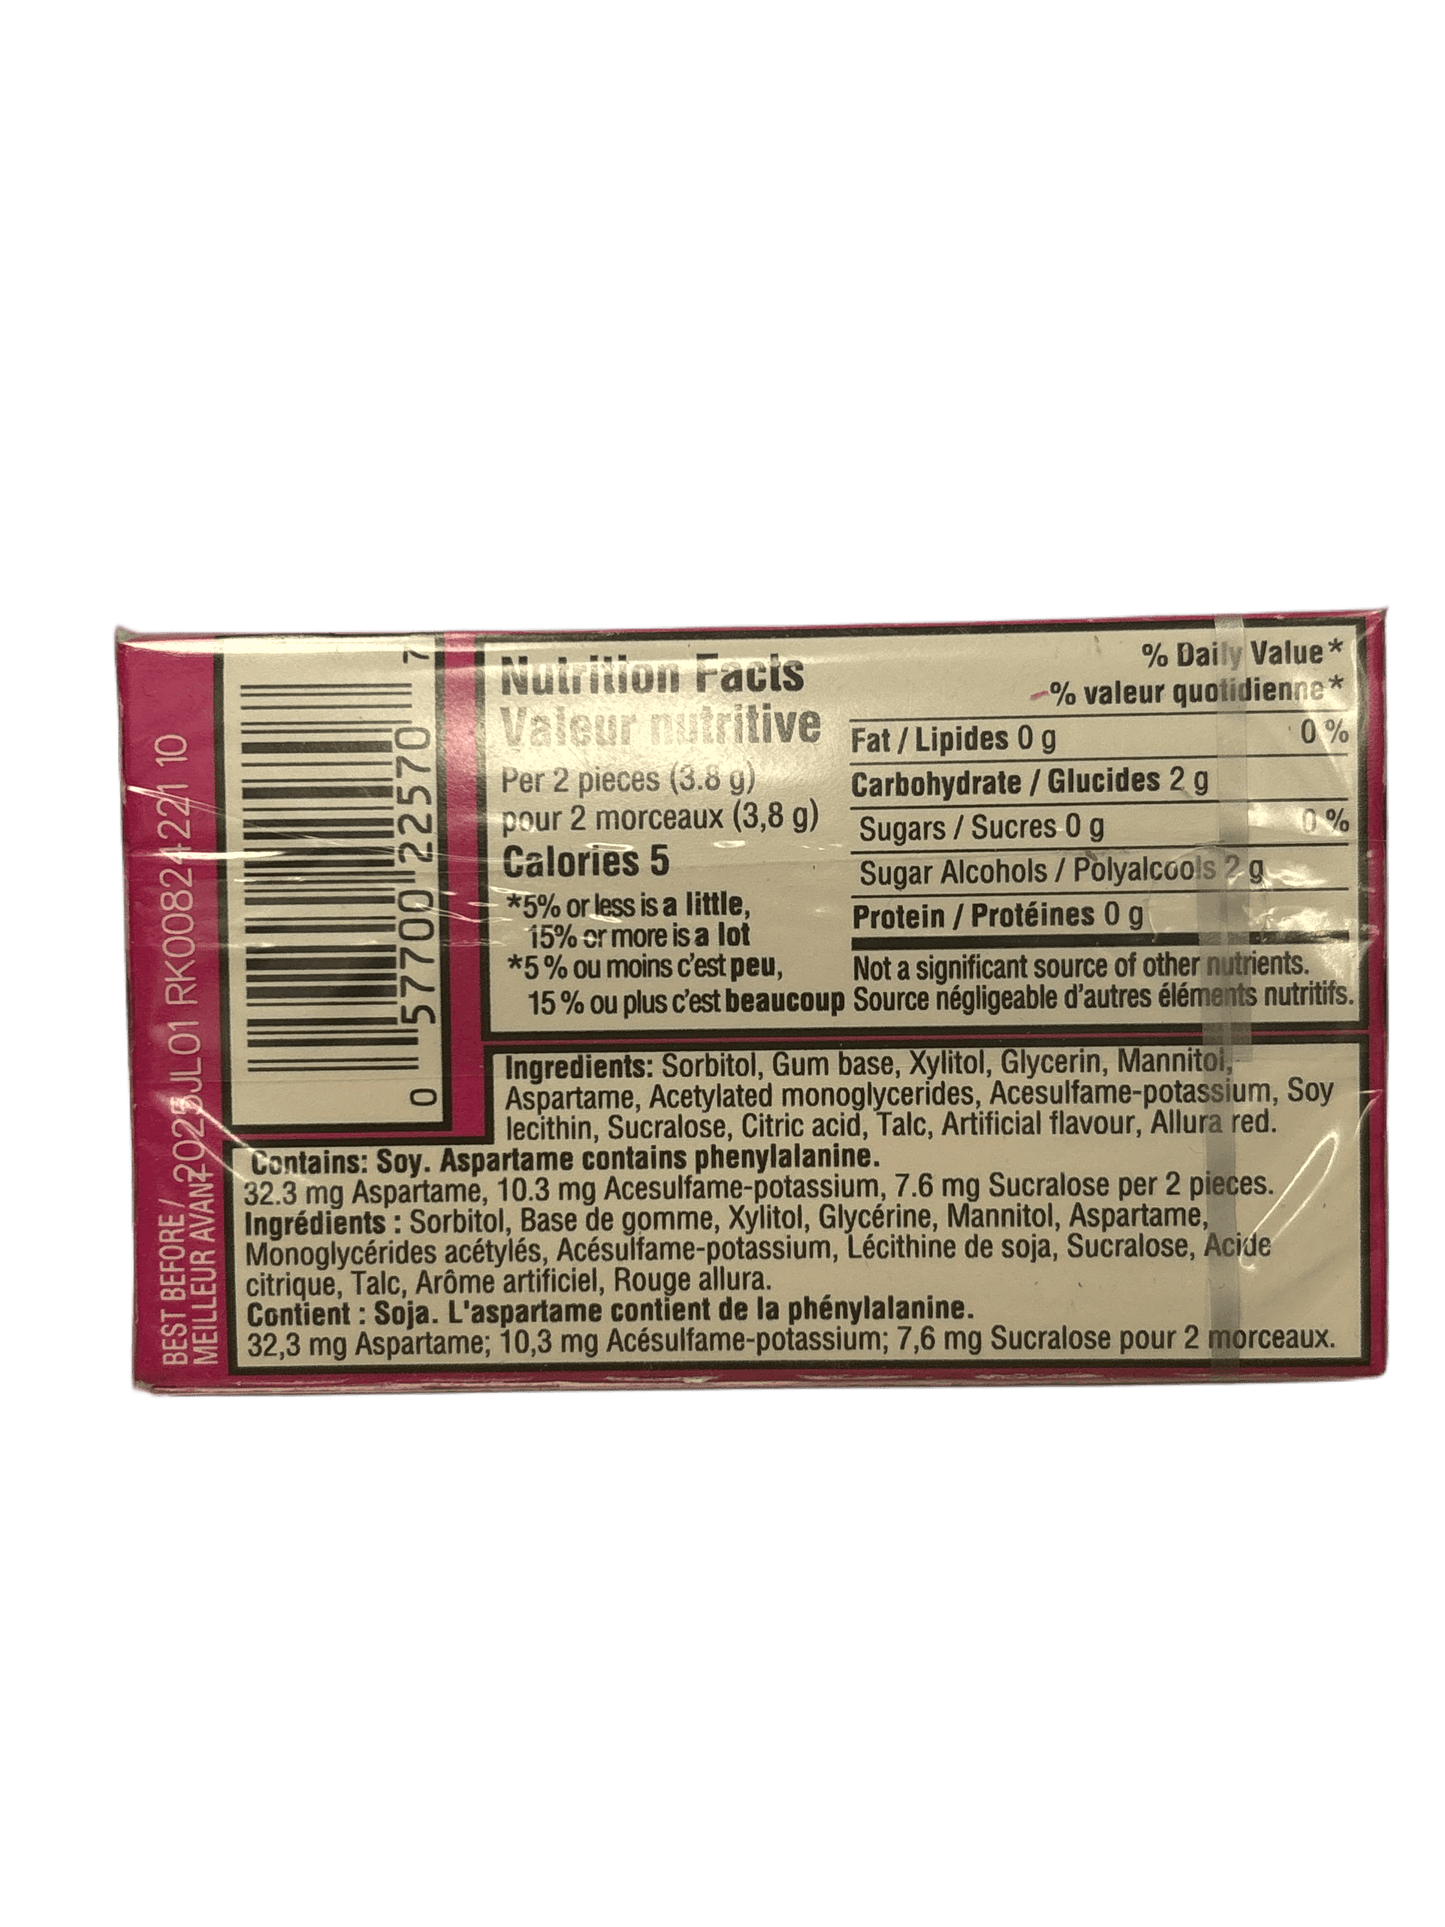 BEST BEFORE /
MEILLEUR AVANT
2025JL01 RK00824221 10
0 57700 22570 7
Nutrition Facts
Valeur nutritive
Per 2 pieces (3.8 g)
pour 2 morceaux (3,8 g)
Calories 5
*5% or less is a little,
15% or more is a lot
*5 % ou moins c'est peu,
15 % ou plus c'est beaucoup
% Daily Value*
% valeur quotidienne*
Fat / Lipides 0 g 0 %
Carbohydrate / Glucides 2 g
Sugars / Sucres 0 g 0 %
Sugar Alcohols / Polyalcools 2 g
Protein / Protéines 0 g
Not a significant source of other nutrients.
Source négligeable d'autres éléments nutritifs.
Ingredients: Sorbitol, Gum base, Xylitol, Glycerin, Mannitol,
Aspartame, Acetylated monoglycerides, Acesulfame-potassium, Soy
lecithin, Sucralose, Citric acid, Talc, Artificial flavour, Allura red.
Contains: Soy. Aspartame contains phenylalanine.
32.3 mg Aspartame, 10.3 mg Acesulfame-potassium, 7.6 mg Sucralose per 2 pieces.
Ingrédients : Sorbitol, Base de gomme, Xylitol, Glycérine, Mannitol, Aspartame,
Monoglycérides acétylés, Acésulfame-potassium, Lécithine de soja, Sucralose, Acide
citrique, Talc, Arôme artificiel, Rouge allura.
Contient : Soja. L'aspartame contient de la phénylalanine.
32,3 mg Aspartame; 10,3 mg Acésulfame-potassium; 7,6 mg Sucralose pour 2 morceaux.